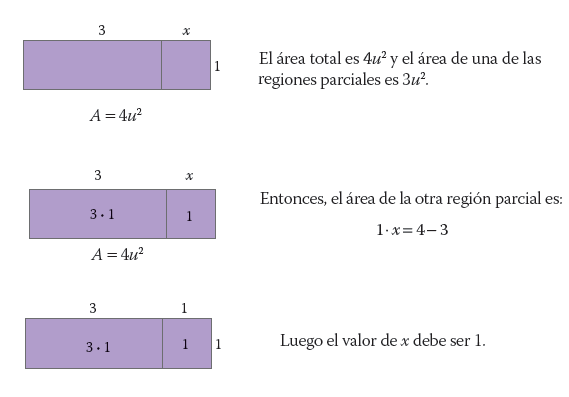 3 x
1
El área total es 4u² y el área de una de las
regiones parciales es 3u².
A = 4u²
3 x
3 · 1 1
A = 4u²
Entonces, el área de la otra región parcial es:
1 · x = 4 – 3
3 1
3 · 1 1 1
Luego el valor de x debe ser 1.